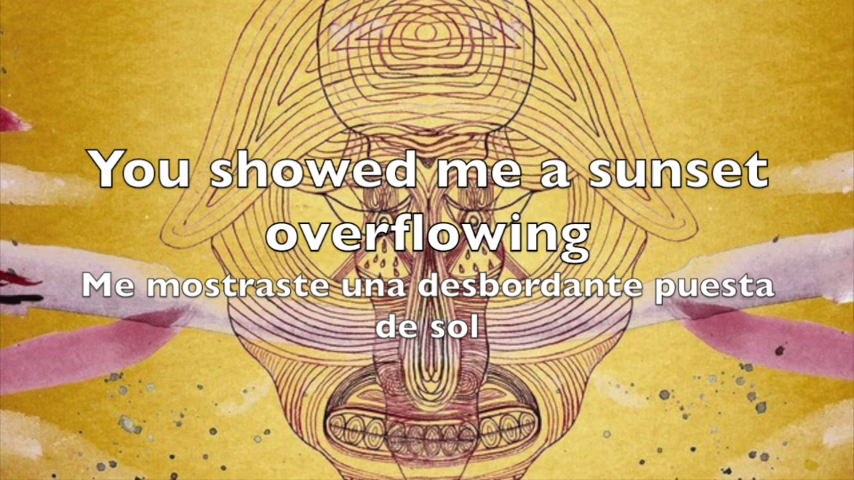 You showed me a sunset
overflowing
Me mostraste una desbordante puesta
de sol